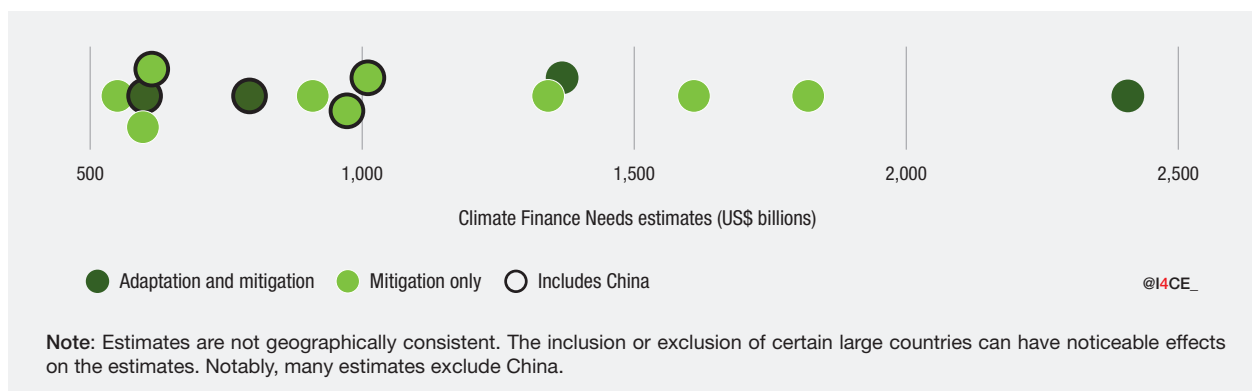 500 1,000 1,500 2,000 2,500
Climate Finance Needs estimates (US$ billions)
Adaptation and mitigation Mitigation only Includes China
@I4CE_
Note: Estimates are not geographically consistent. The inclusion or exclusion of certain large countries can have noticeable effects
on the estimates. Notably, many estimates exclude China.